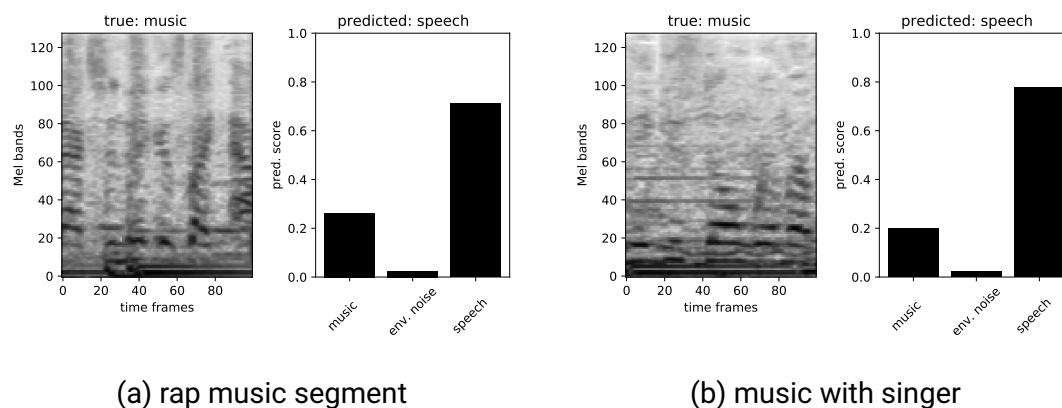 true: music
predicted: speech
Mel bands
120
100
80
60
40
20
0
0 20 40 60 80
time frames
pred. score
1.0
0.8
0.6
0.4
0.2
0.0
music
env. noise
speech
(a) rap music segment
true: music
predicted: speech
Mel bands
120
100
80
60
40
20
0
0 20 40 60 80
time frames
pred. score
1.0
0.8
0.6
0.4
0.2
0.0
music
env. noise
speech
(b) music with singer